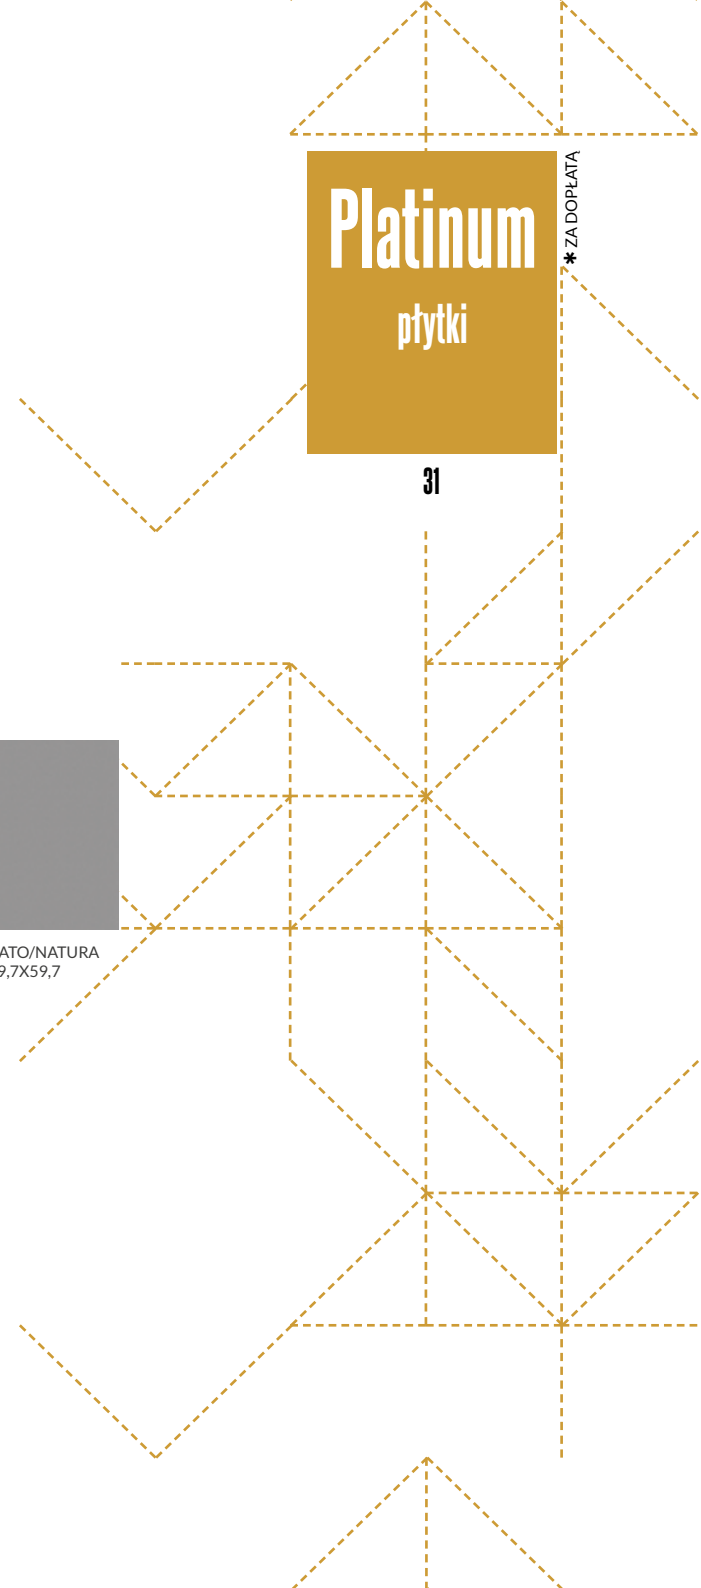 Platinum
płytki
* ZA DOPŁATĄ
31
ATO/NATURA
9,7X59,7